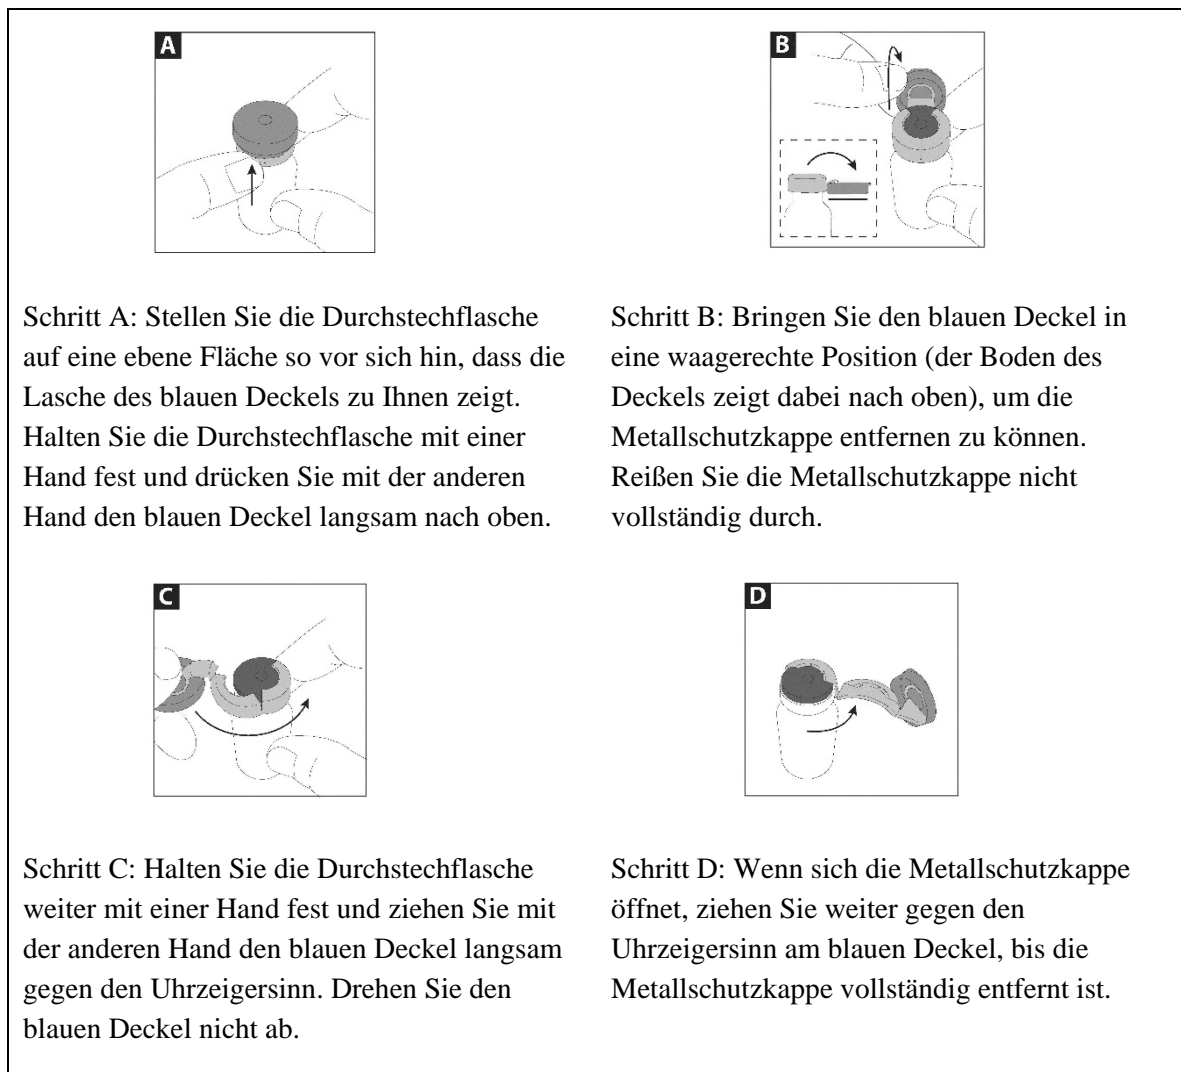 A
B
Schritt A: Stellen Sie die Durchstechflasche
auf eine ebene Fläche so vor sich hin, dass die
Lasche des blauen Deckels zu Ihnen zeigt.
Halten Sie die Durchstechflasche mit einer
Hand fest und drücken Sie mit der anderen
Hand den blauen Deckel langsam nach oben.
Schritt B: Bringen Sie den blauen Deckel in
eine waagerechte Position (der Boden des
Deckels zeigt dabei nach oben), um die
Metallschutzkappe entfernen zu können.
Reißen Sie die Metallschutzkappe nicht
vollständig durch.
C
D
Schritt C: Halten Sie die Durchstechflasche
weiter mit einer Hand fest und ziehen Sie mit
der anderen Hand den blauen Deckel langsam
gegen den Uhrzeigersinn. Drehen Sie den
blauen Deckel nicht ab.
Schritt D: Wenn sich die Metallschutzkappe
öffnet, ziehen Sie weiter gegen den
Uhrzeigersinn am blauen Deckel, bis die
Metallschutzkappe vollständig entfernt ist.